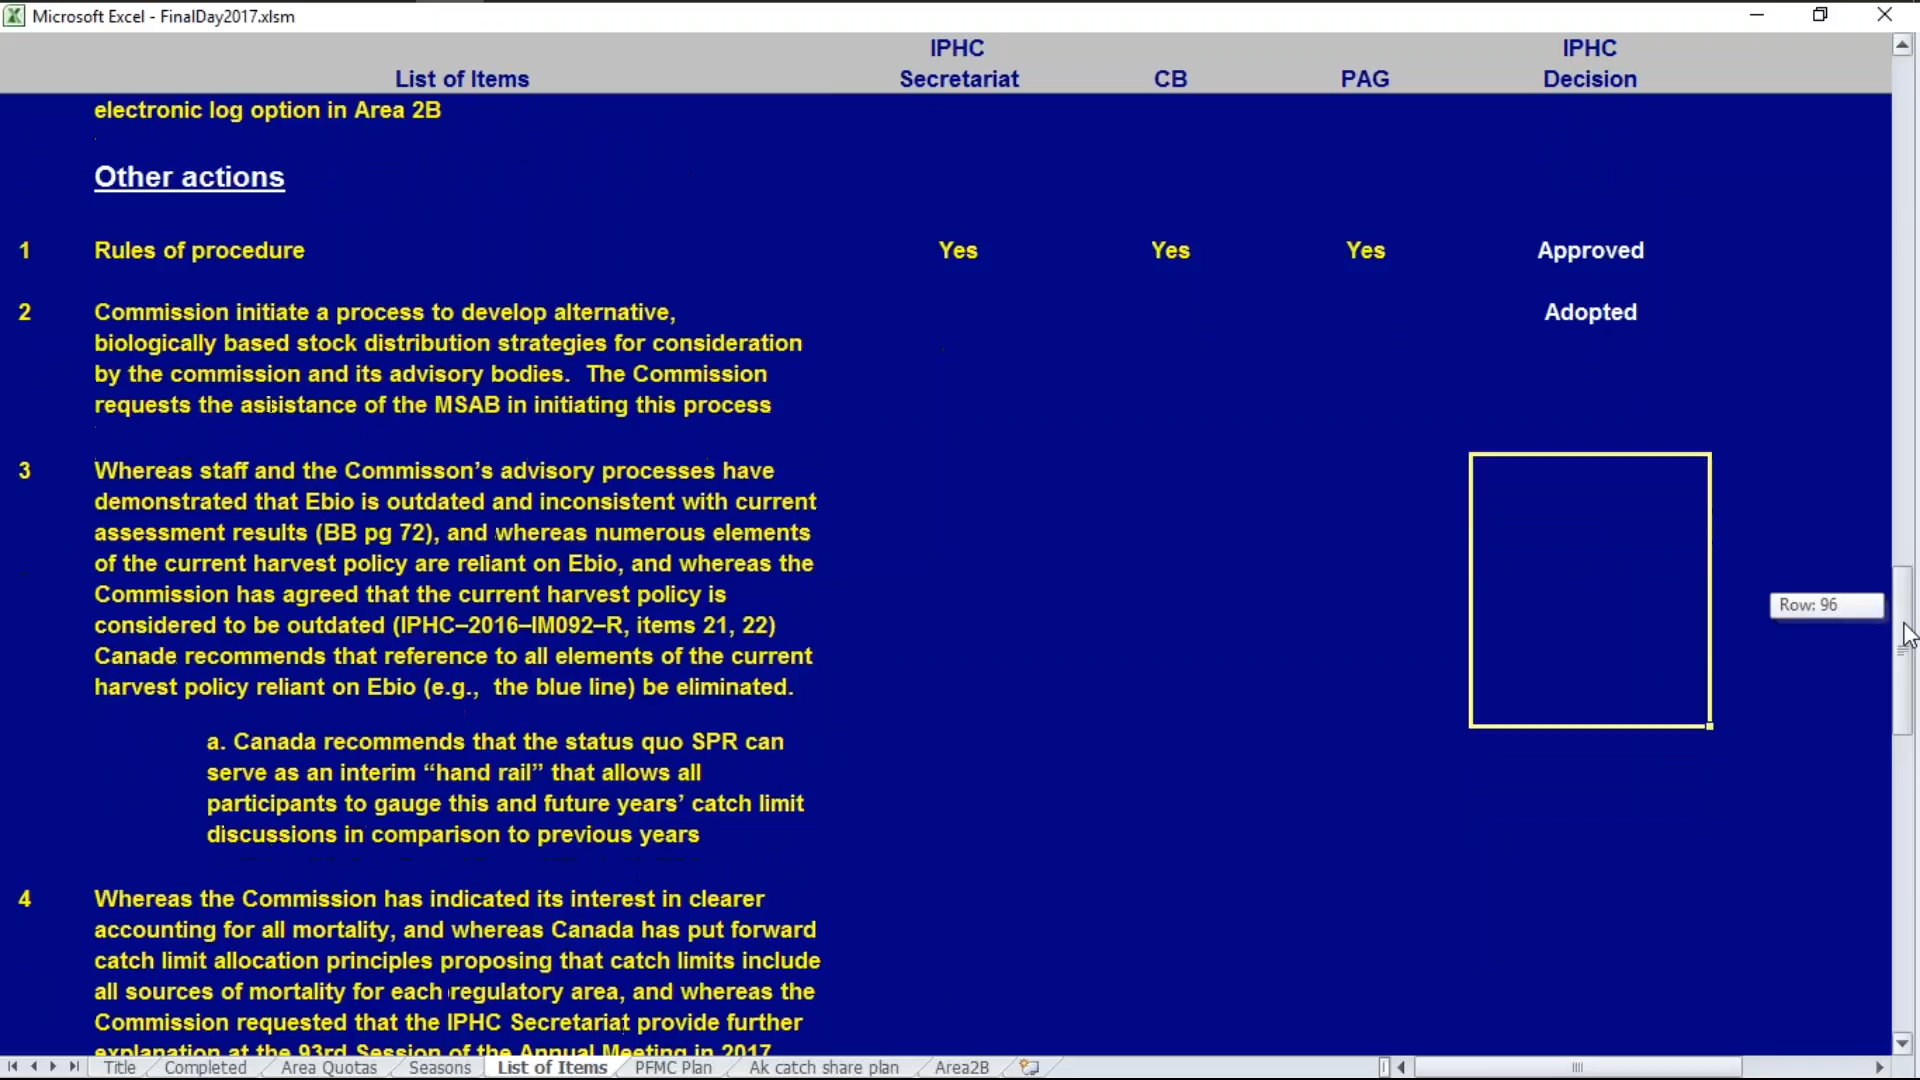 Microsoft Excel - FinalDay2017.xlsm
IPHC IPHC
List of Items Secretariat CB PAG Decision
electronic log option in Area 2B
Other actions
1 Rules of procedure Yes Yes Yes Approved
2 Commission initiate a process to develop alternative, Adopted
biologically based stock distribution strategies for consideration
by the commission and its advisory bodies. The Commission
requests the assistance of the MSAB in initiating this process
3 Whereas staff and the Commisson’s advisory processes have
demonstrated that Ebio is outdated and inconsistent with current
assessment results (BB pg 72), and whereas numerous elements
of the current harvest policy are reliant on Ebio, and whereas the
Commission has agreed that the current harvest policy is
considered to be outdated (IPHC–2016–IM092–R, items 21, 22)
Canade recommends that reference to all elements of the current
harvest policy reliant on Ebio (e.g., the blue line) be eliminated.
Row: 96
a. Canada recommends that the status quo SPR can
serve as an interim “hand rail” that allows all
participants to gauge this and future years’ catch limit
discussions in comparison to previous years
4 Whereas the Commission has indicated its interest in clearer
accounting for all mortality, and whereas Canada has put forward
catch limit allocation principles proposing that catch limits include
all sources of mortality for each regulatory area, and whereas the
Commission requested that the IPHC Secretariat provide further
explanation at the 93rd Session of the Annual Meeting in 2017
Title Completed Area Quotas Seasons List of Items PFMC Plan Ak catch share plan Area2B